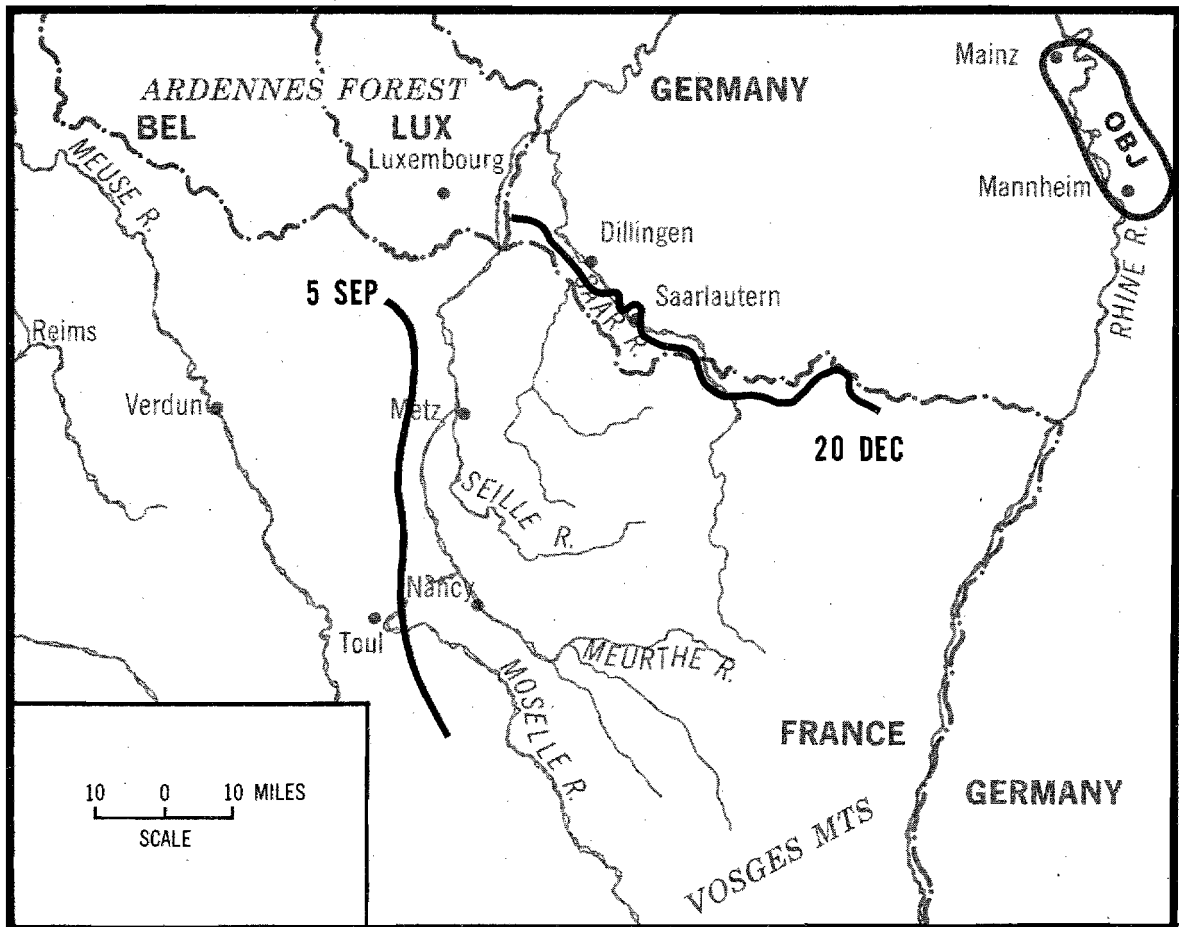 Mainz
ARDENNES FOREST
GERMANY
BEL
LUX
OBJ
MEUSE R.
Luxembourg
Mannheim
Dillingen
RHINE R.
5 SEP
Saarlautern
SAAR R.
Reims
Verdun
Metz
20 DEC
SEILLE R.
Nancy
Toul
MEURTHE R.
MOSELLE R.
FRANCE
GERMANY
10 0 10 MILES
SCALE
VOSGES MTS